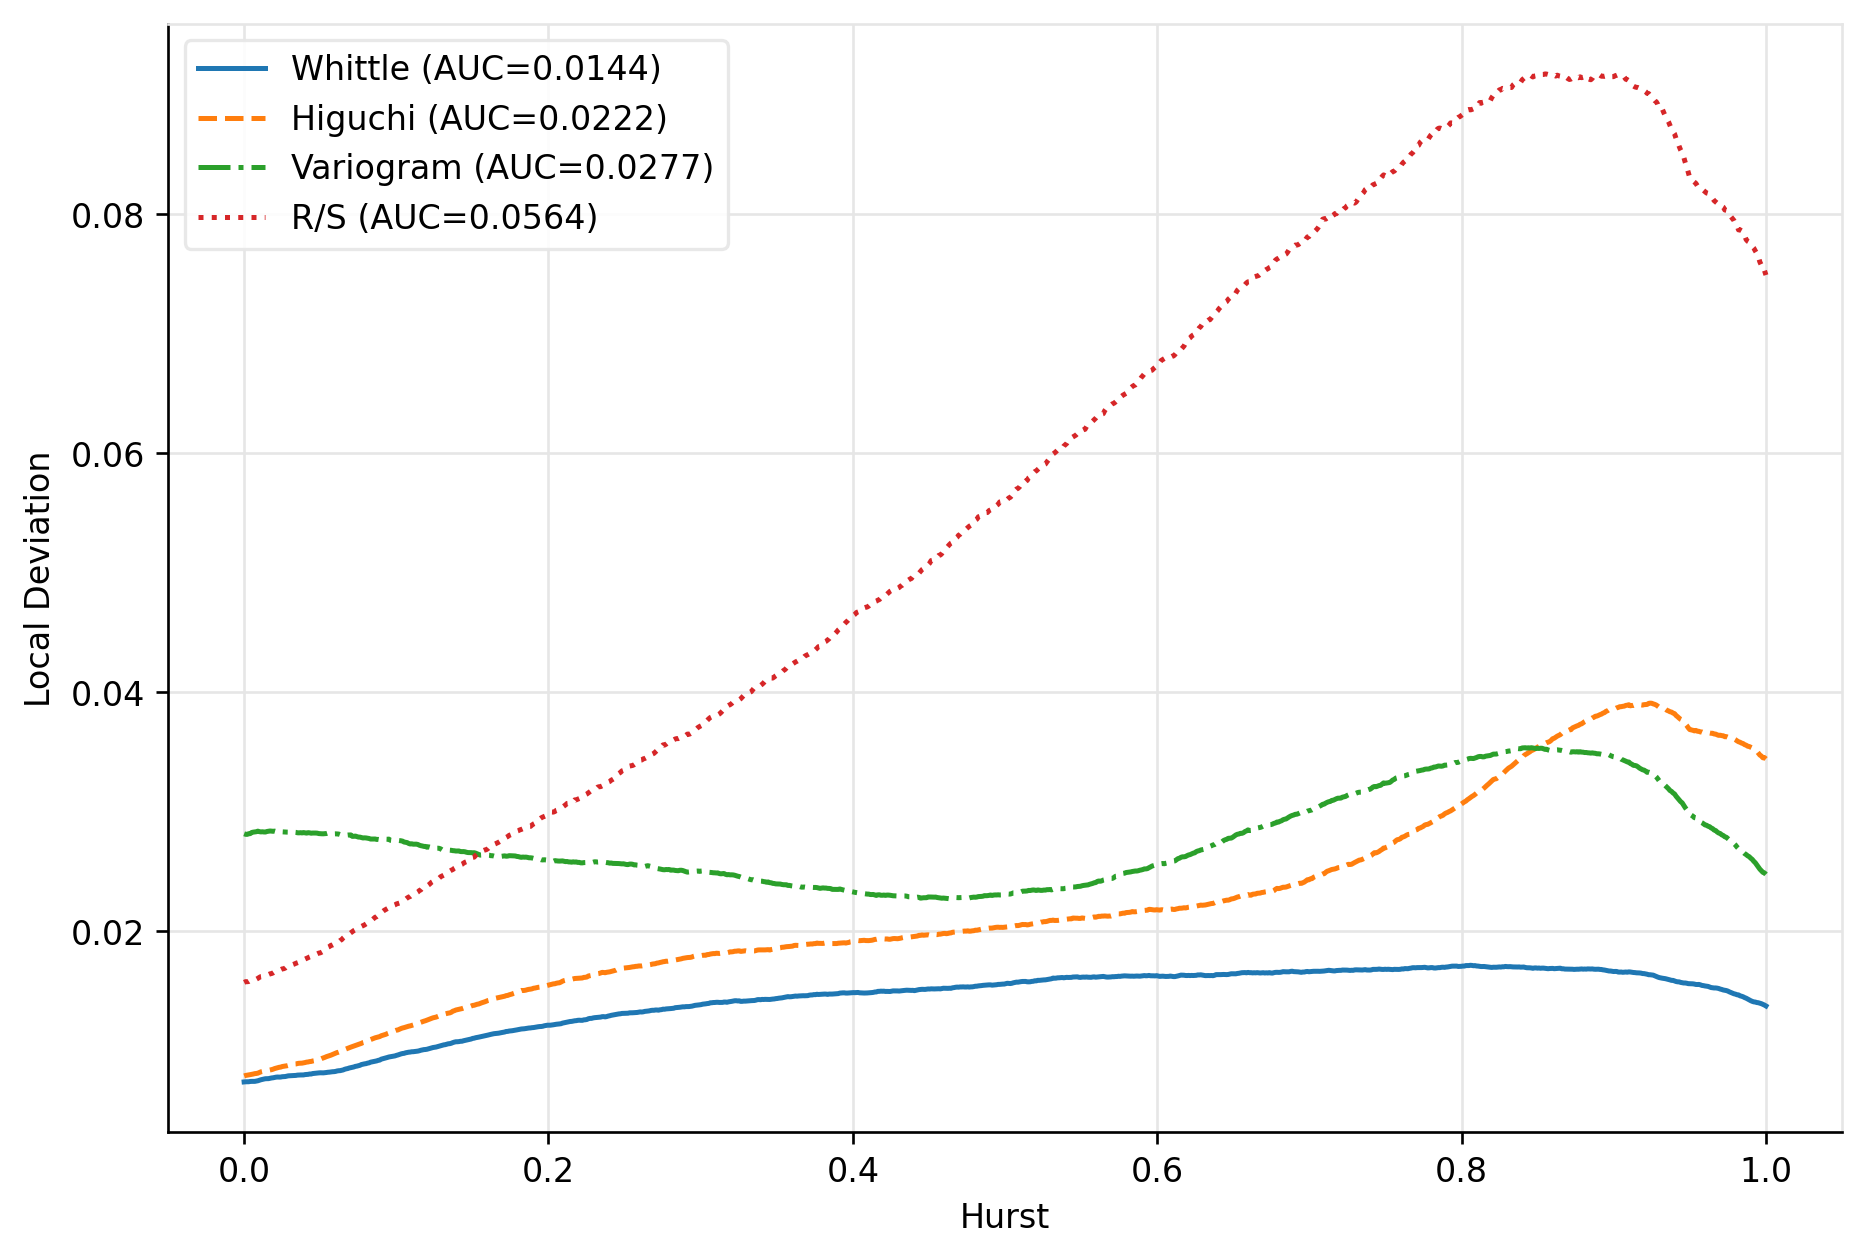 Whittle (AUC=0.0144)
Higuchi (AUC=0.0222)
Variogram (AUC=0.0277)
R/S (AUC=0.0564)
0.08
0.06
0.04
0.02
Local Deviation
0.0 0.2 0.4 0.6 0.8 1.0
Hurst